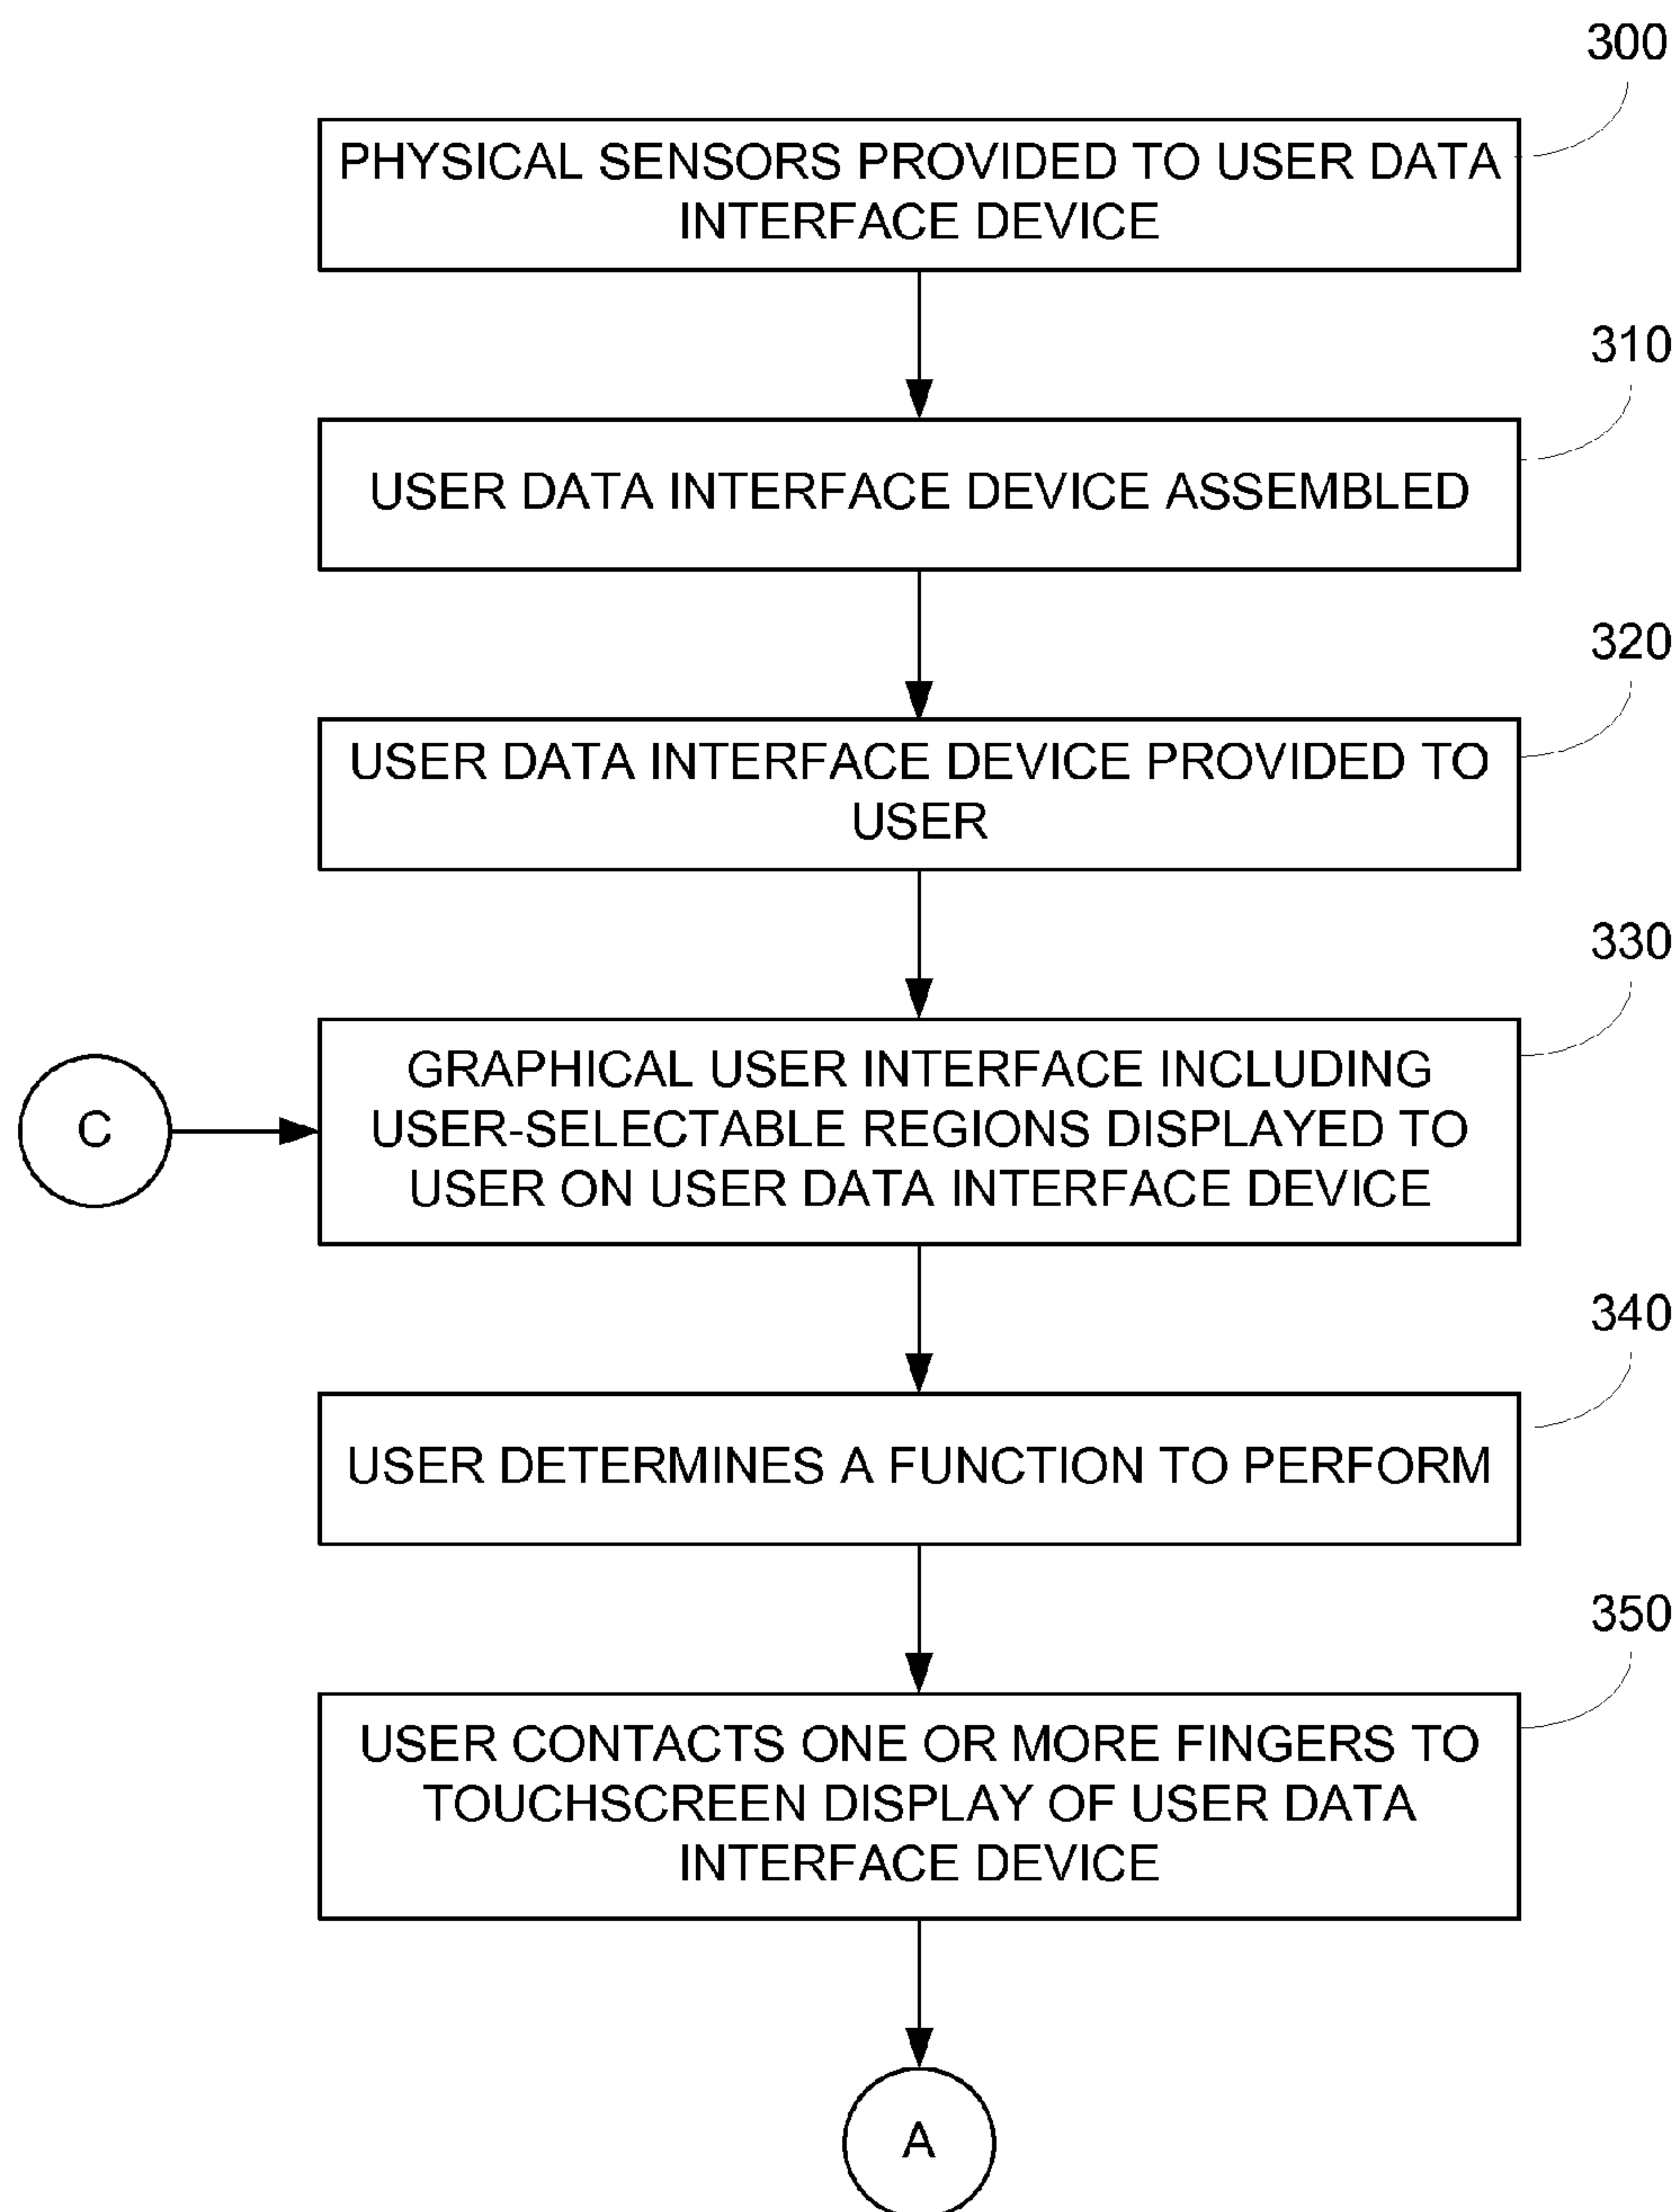 300
PHYSICAL SENSORS PROVIDED TO USER DATA
INTERFACE DEVICE
310
USER DATA INTERFACE DEVICE ASSEMBLED
320
USER DATA INTERFACE DEVICE PROVIDED TO
USER
330
GRAPHICAL USER INTERFACE INCLUDING
USER-SELECTABLE REGIONS DISPLAYED TO
USER ON USER DATA INTERFACE DEVICE
C
340
USER DETERMINES A FUNCTION TO PERFORM
350
USER CONTACTS ONE OR MORE FINGERS TO
TOUCHSCREEN DISPLAY OF USER DATA
INTERFACE DEVICE
A